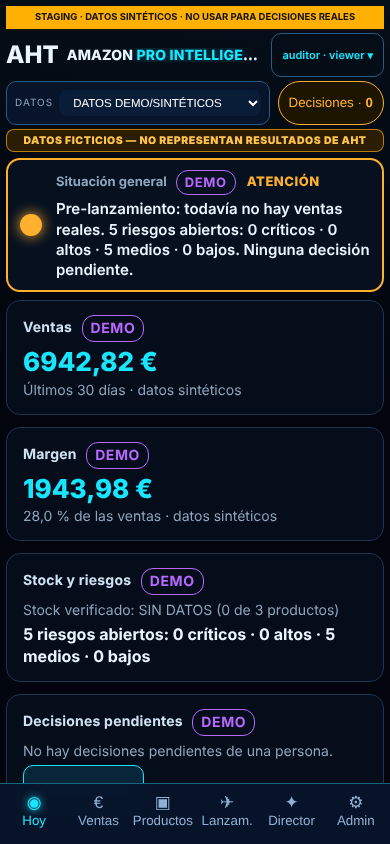 STAGING · DATOS SINTÉTICOS · NO USAR PARA DECISIONES REALES
AHT AMAZON PRO INTELLIGE... auditor · viewer ▾
DATOS DATOS DEMO/SINTÉTICOS Decisiones · 0
DATOS FICTICIOS — NO REPRESENTAN RESULTADOS DE AHT
Situación general DEMO ATENCIÓN
Pre-lanzamiento: todavía no hay ventas
reales. 5 riesgos abiertos: 0 críticos · 0
altos · 5 medios · 0 bajos. Ninguna decisión
pendiente.
Ventas DEMO
6942,82 €
Últimos 30 días · datos sintéticos
Margen DEMO
1943,98 €
28,0 % de las ventas · datos sintéticos
Stock y riesgos DEMO
Stock verificado: SIN DATOS (0 de 3 productos)
5 riesgos abiertos: 0 críticos · 0 altos · 5
medios · 0 bajos
Decisiones pendientes DEMO
No hay decisiones pendientes de una persona.
Hoy Ventas Productos Lanzam. Director Admin